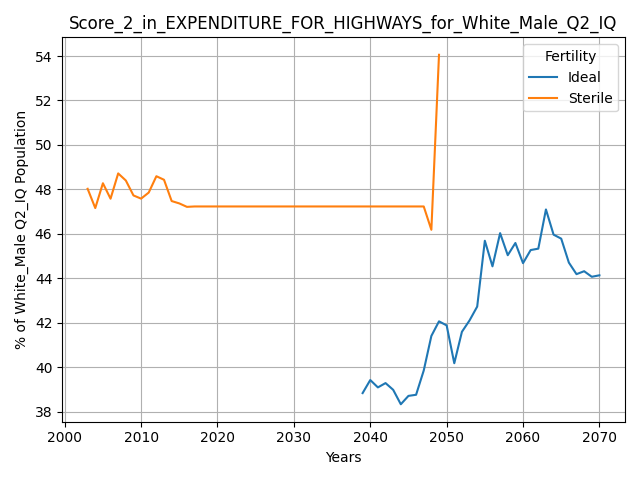 Score_2_in_EXPENDITURE_FOR_HIGHWAYS_for_White_Male_Q2_IQ
% of White_Male Q2_IQ Population
54
52
50
48
46
44
42
40
38
Fertility
Ideal
Sterile
2000 2010 2020 2030 2040 2050 2060 2070
Years